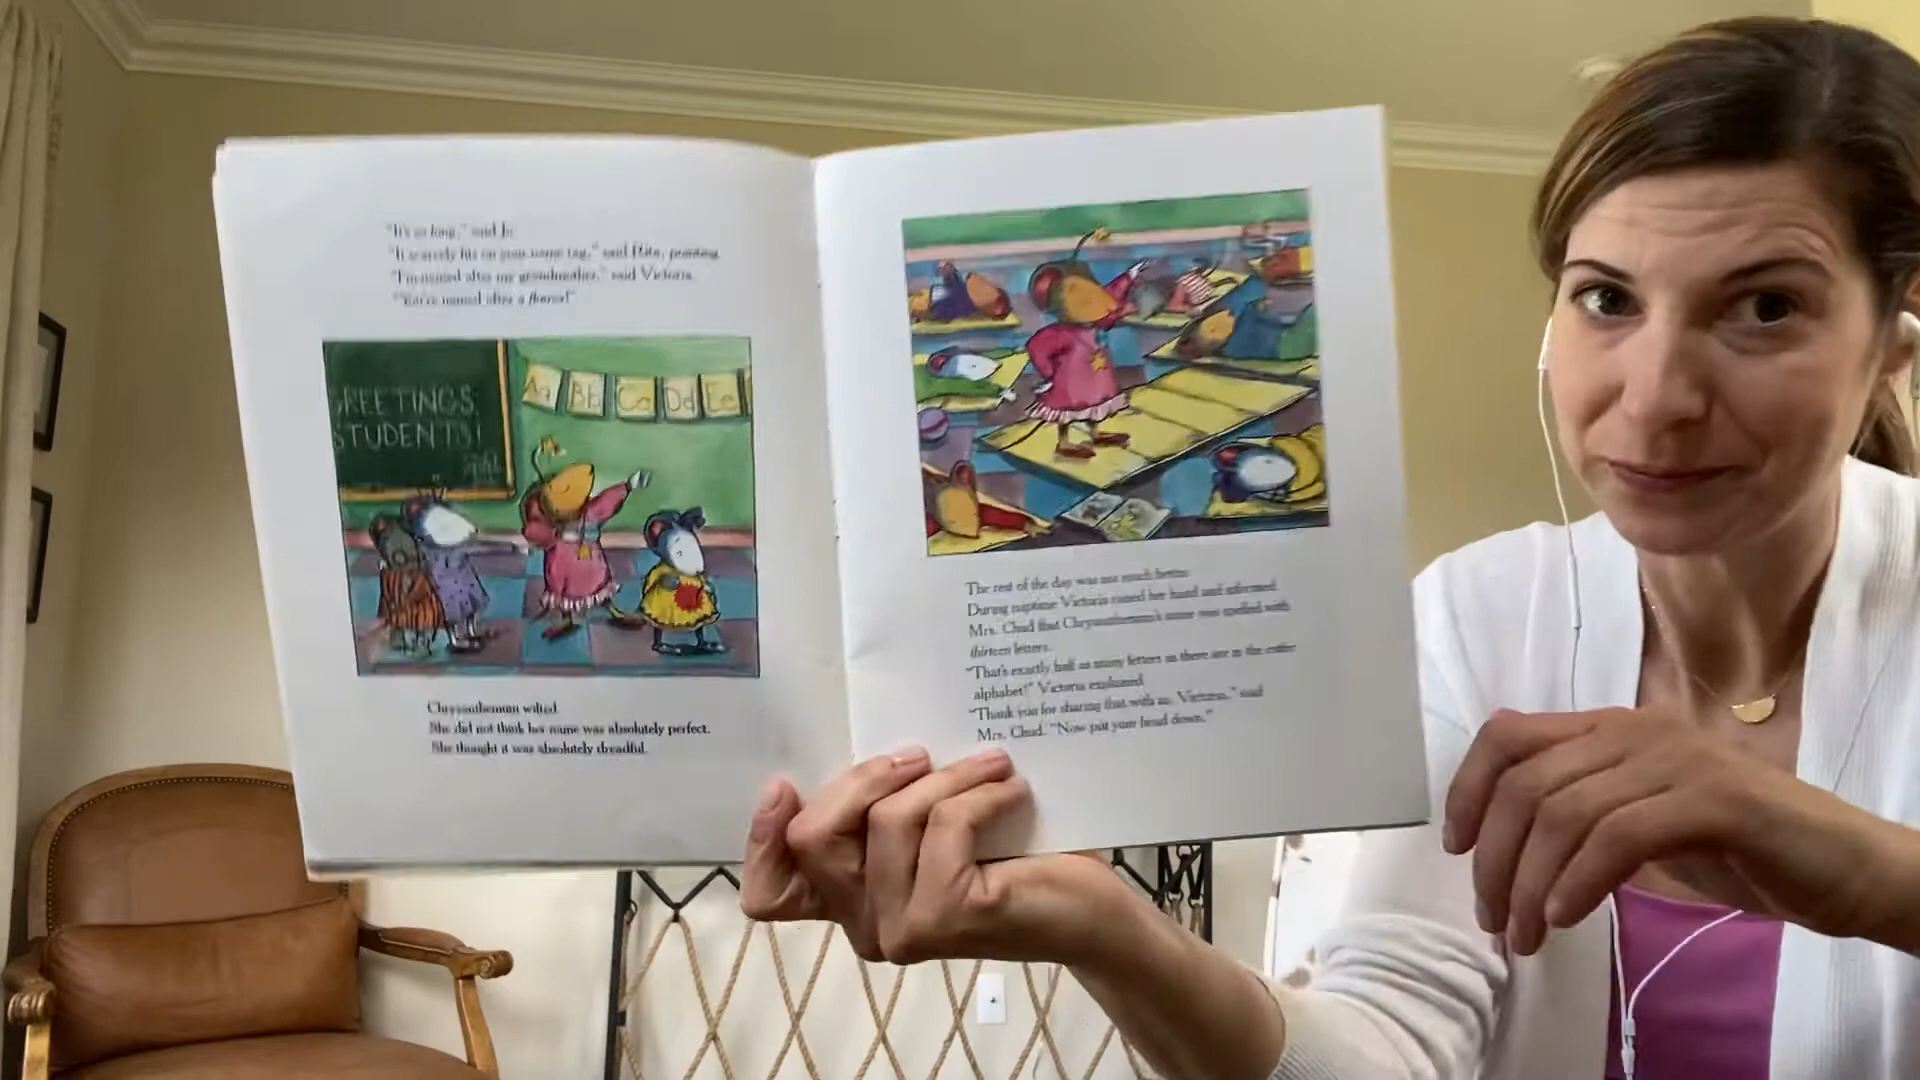 "It's so long," said Jo.
"It scarcely fits on your name tag," said Rita, pointing.
"I'm named after my grandmother," said Victoria.
"You're named after a flower!"
GREETINGS
STUDENTS!
Aa Bb Cc Dd Ee
Chrysanthemum wilted.
She did not think her name was absolutely perfect.
She thought it was absolutely dreadful.
The rest of the day was not much better.
During naptime Victoria raised her hand and informed
Mrs. Chud that Chrysanthemum's name was spelled with
thirteen letters.
"That's exactly half as many letters as there are in the entire
alphabet!" Victoria explained.
"Thank you for sharing that with us, Victoria," said
Mrs. Chud. "Now put your head down."